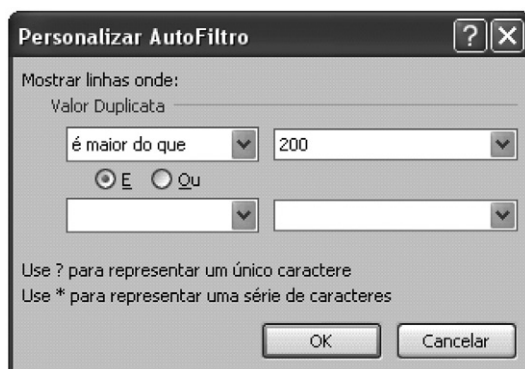 Personalizar AutoFiltro
Mostrar linhas onde:
Valor Duplicata
é maior do que 200
E Ou
Use ? para representar um único caractere
Use * para representar uma série de caracteres
OK Cancelar